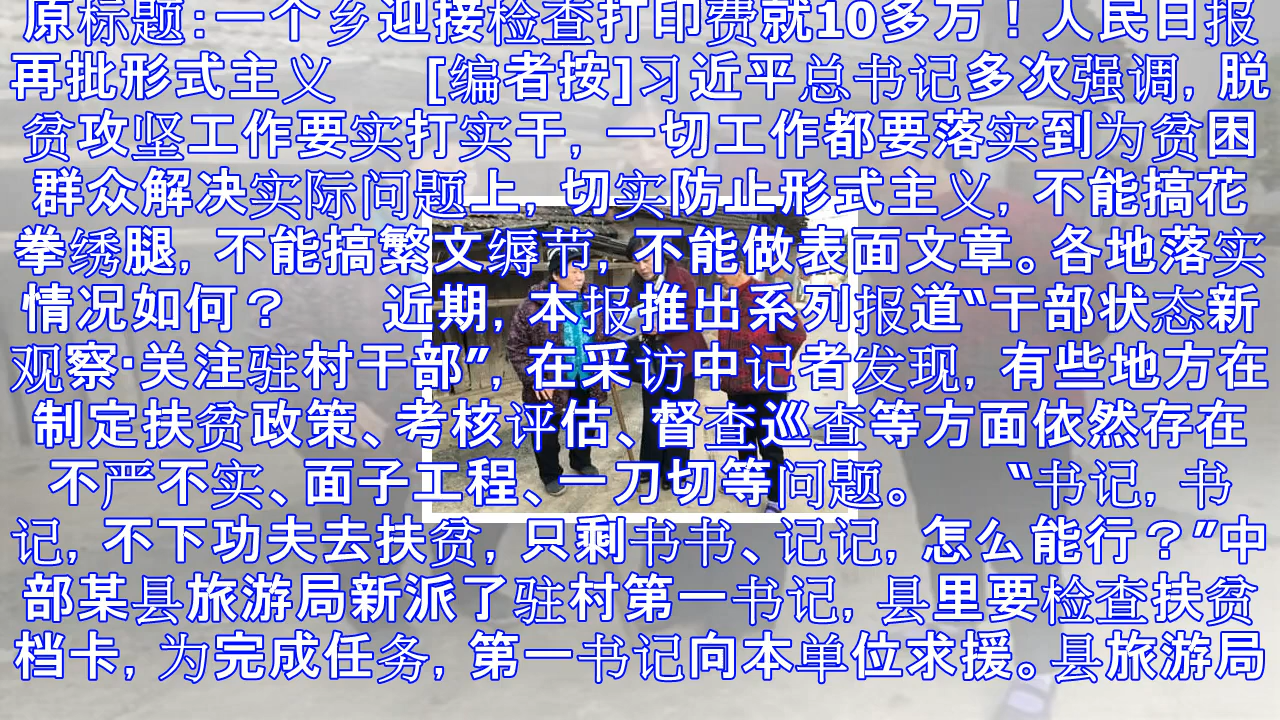 原标题:一个乡迎接检查打印费就10多万！人民日报
再批形式主义　　[编者按]习近平总书记多次强调,脱
贫攻坚工作要实打实干,一切工作都要落实到为贫困
群众解决实际问题上,切实防止形式主义,不能搞花
拳绣腿,不能搞繁文缛节,不能做表面文章。各地落实
情况如何？　　近期,本报推出系列报道“干部状态新
观察·关注驻村干部”,在采访中记者发现,有些地方在
制定扶贫政策、考核评估、督查巡查等方面依然存在
不严不实、面子工程、一刀切等问题。　　“书记,书
记,不下功夫去扶贫,只剩书书、记记,怎么能行？”中
部某县旅游局新派了驻村第一书记,县里要检查扶贫
档卡,为完成任务,第一书记向本单位求援。县旅游局